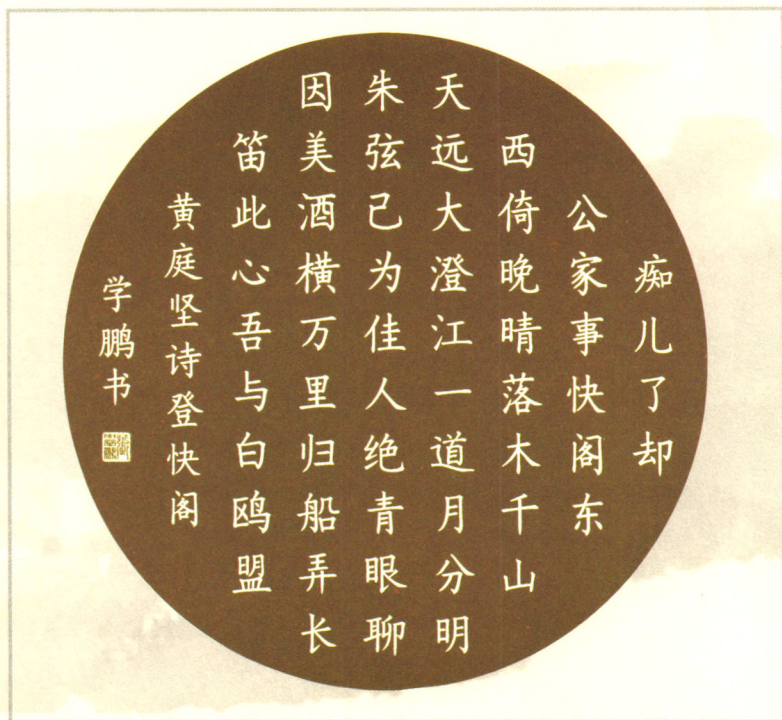 痴儿了却
公家事快阁东
西倚晚晴落木千山
天远大澄江一道月分明
朱弦已为佳人绝青眼聊
因美酒横万里归船弄长
笛此心吾与白鸥盟
黄庭坚诗登快阁
学鹏书